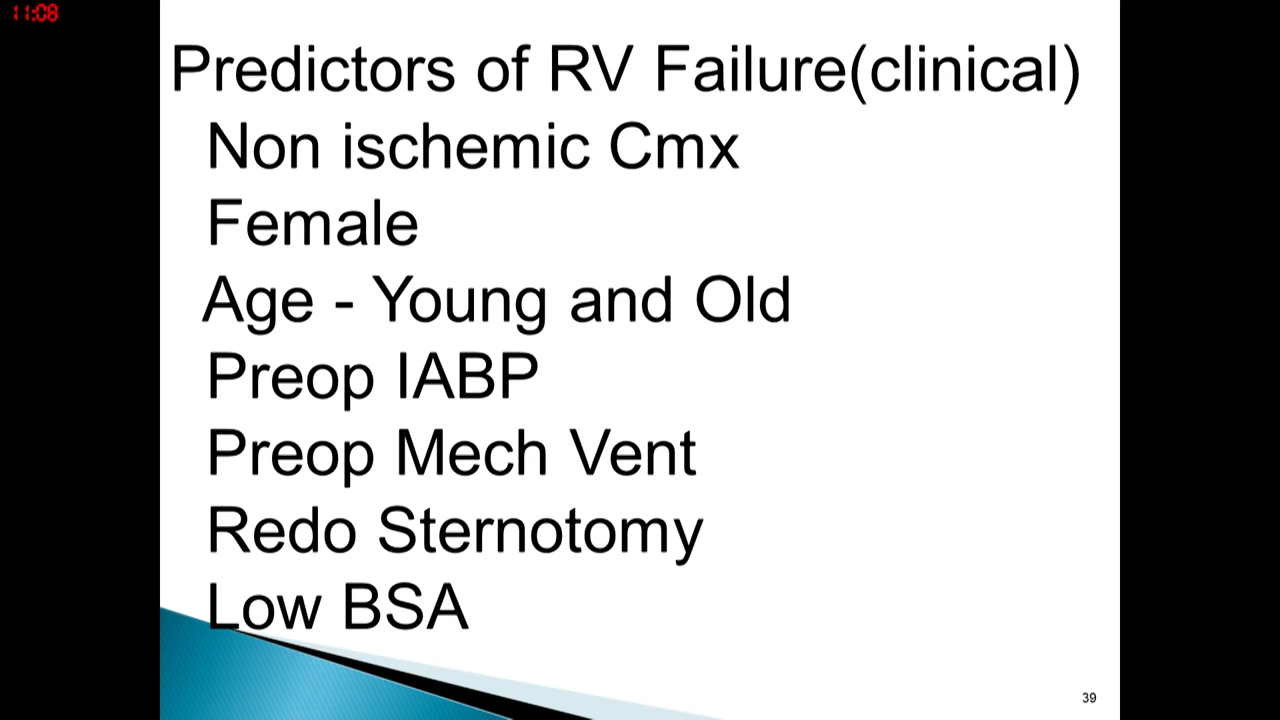 11:08
Predictors of RV Failure(clinical)
Non ischemic Cmx
Female
Age - Young and Old
Preop IABP
Preop Mech Vent
Redo Sternotomy
Low BSA
39